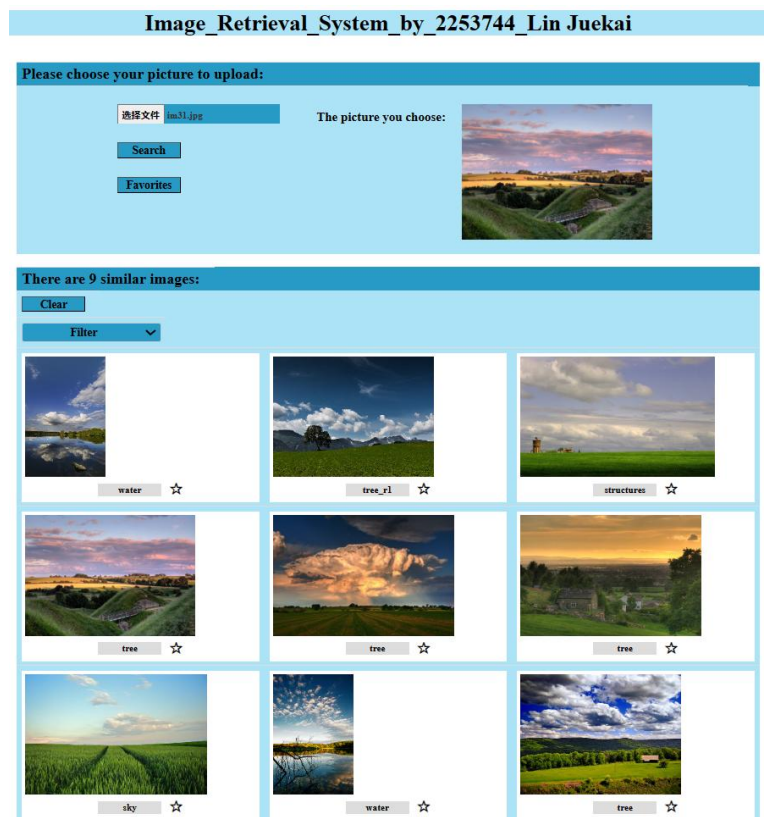 Image_Retrieval_System_by_2253744_Lin Juekai
Please choose your picture to upload:
选择文件 im31.jpg
The picture you choose:
Search
Favorites
There are 9 similar images:
Clear
Filter
water
tree_rl
structures
tree
tree
tree
sky
water
tree